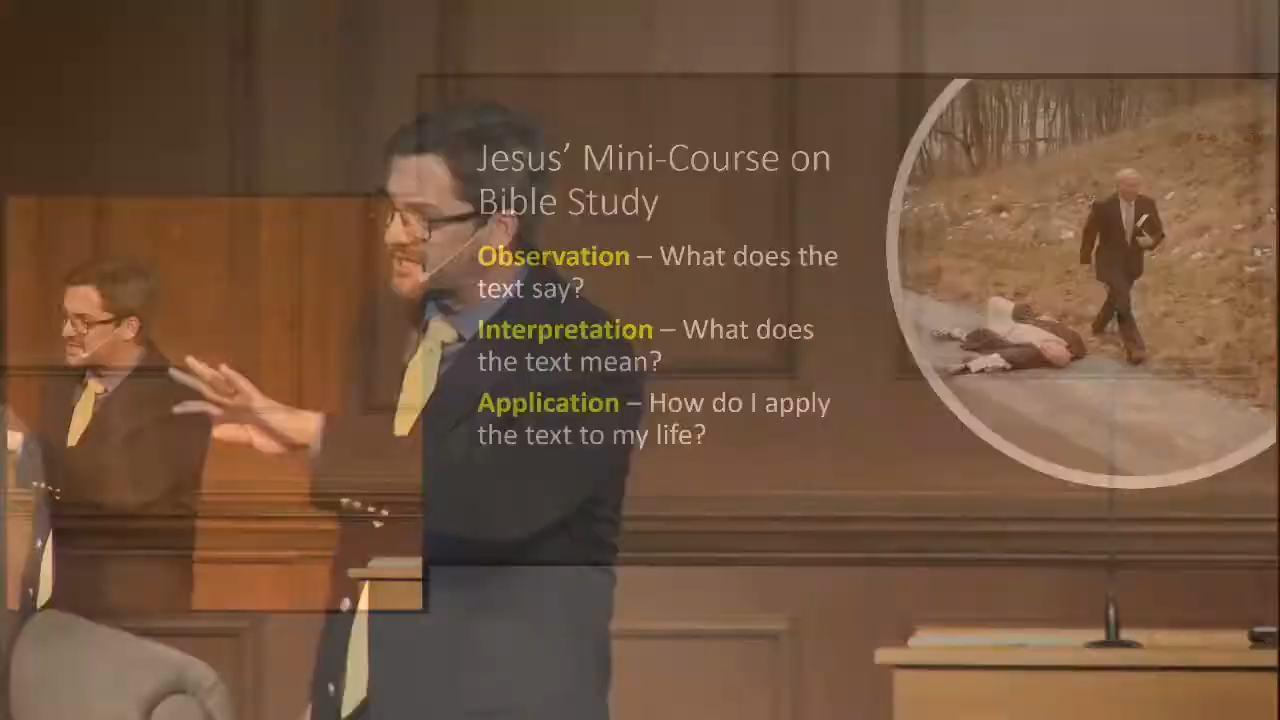 Jesus’ Mini-Course on
Bible Study
Observation – What does the
text say?
Interpretation – What does
the text mean?
Application – How do I apply
the text to my life?